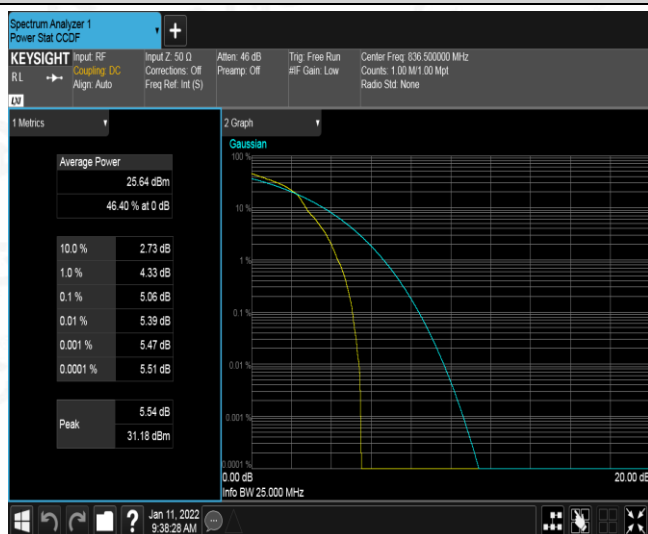 Spectrum Analyzer 1
Power Stat CCDF
KEYSIGHT
R L
LXI
Input: RF
Coupling: DC
Align: Auto
Input Z: 50 Ω
Corrections: Off
Freq Ref: Int (S)
Atten: 46 dB
Preamp: Off
Trig: Free Run
#IF Gain: Low
Center Freq: 836.500000 MHz
Counts: 1.00 M/1.00 Mpt
Radio Std: None
1 Metrics
Average Power
25.64 dBm
46.40 % at 0 dB
10.0 % 2.73 dB
1.0 % 4.33 dB
0.1 % 5.06 dB
0.01 % 5.39 dB
0.001 % 5.47 dB
0.0001 % 5.51 dB
Peak
5.54 dB
31.18 dBm
2 Graph
Gaussian
100 %
10 %
1 %
0.1 %
0.01 %
0.001 %
0.0001 %
0.00 dB 20.00 dB
Info BW 25.000 MHz
?
Jan 11, 2022
9:38:28 AM